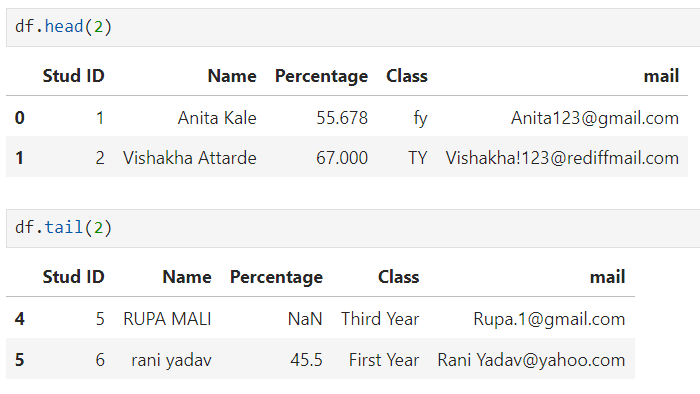 df.head(2)
Stud ID Name Percentage Class mail
0 1 Anita Kale 55.678 fy Anita123@gmail.com
1 2 Vishakha Attarde 67.000 TY Vishakha!123@rediffmail.com
df.tail(2)
Stud ID Name Percentage Class mail
4 5 RUPA MALI NaN Third Year Rupa.1@gmail.com
5 6 rani yadav 45.5 First Year Rani Yadav@yahoo.com